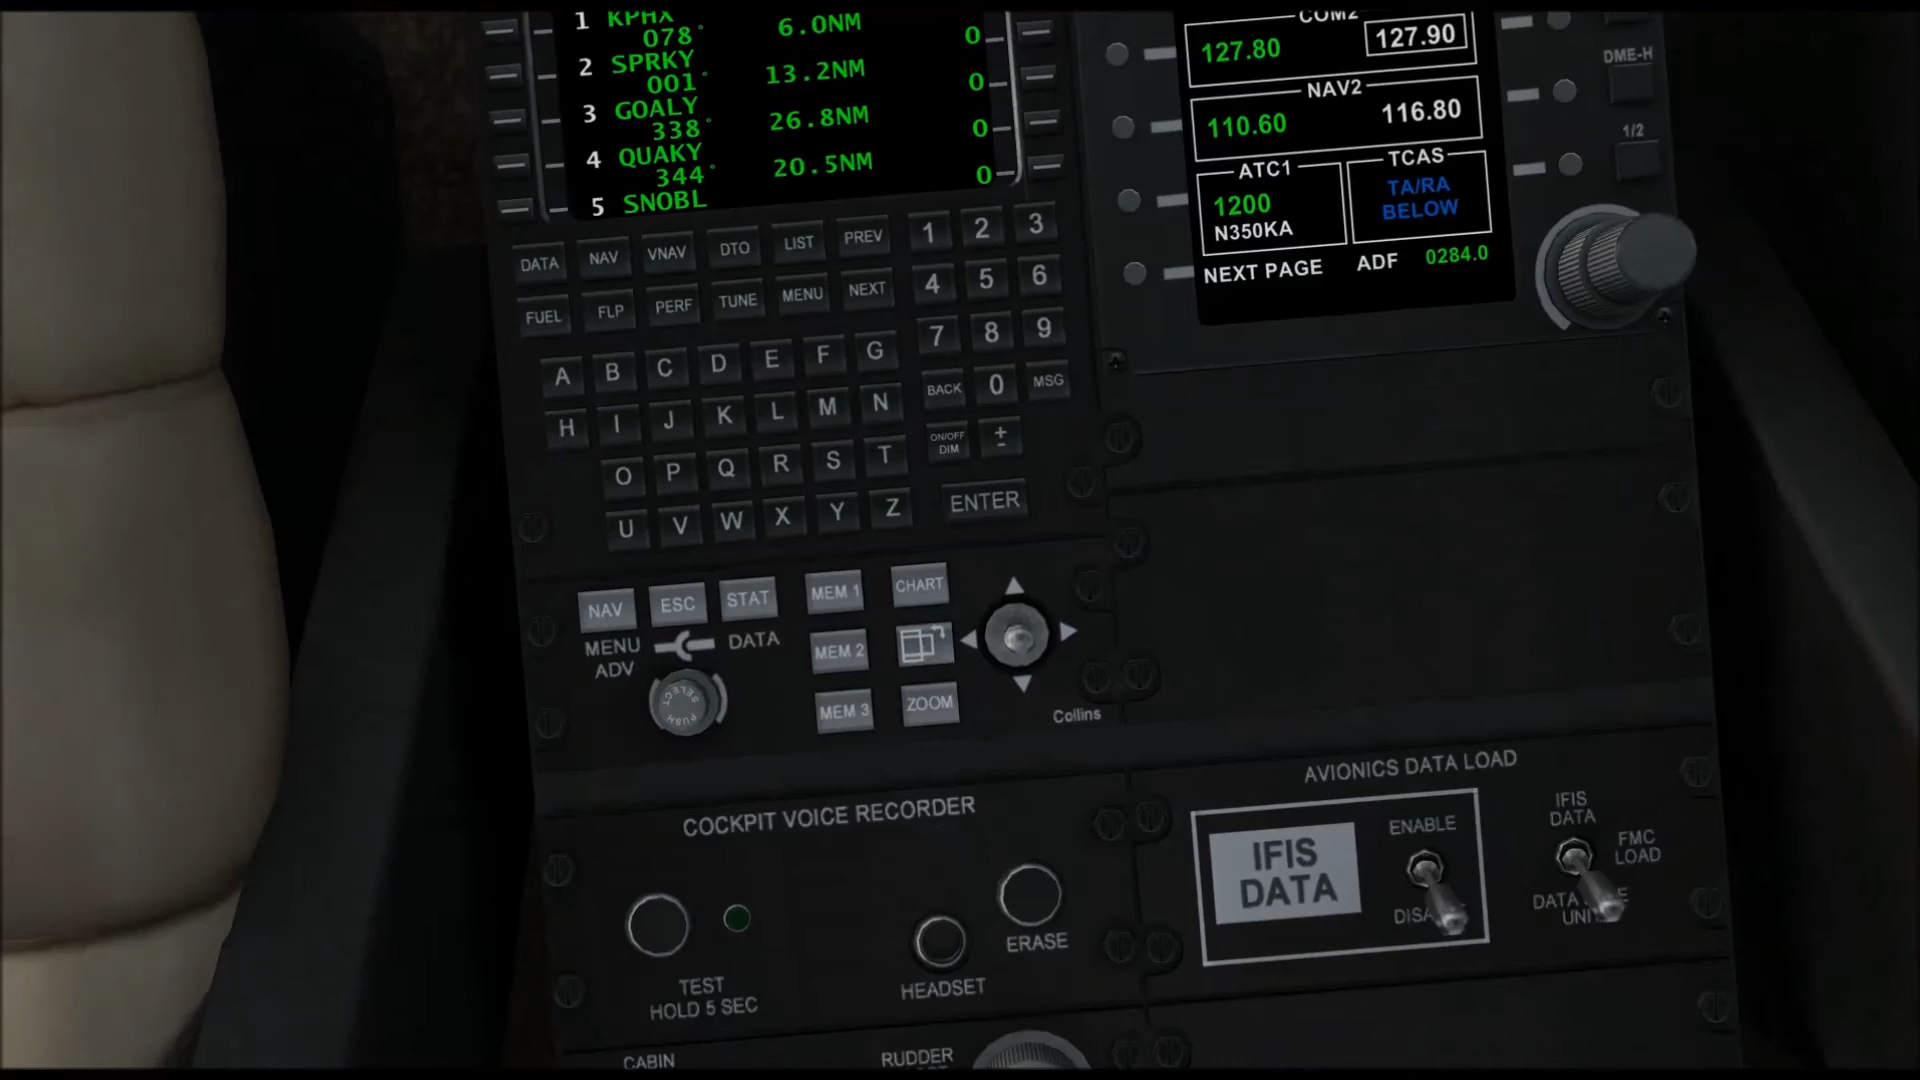 1 KPHX
078° 6.0NM 0
2 SPRKY
001° 13.2NM 0
3 GOALY
338° 26.8NM 0
4 QUAKY
344° 20.5NM 0
5 SNOBL
COM2
127.80 127.90
NAV2
110.60 116.80
ATC1
1200
N350KA
TCAS
TA/RA
BELOW
NEXT PAGE ADF 0284.0
DME-H
1/2
DATA NAV VNAV DTO LIST PREV 1 2 3
FUEL FLP PERF TUNE MENU NEXT 4 5 6
A B C D E F G 7 8 9
H I J K L M N BACK 0 MSG
O P Q R S T ON/OFF
DIM ±
U V W X Y Z ENTER
NAV ESC STAT MEM 1 CHART
MENU
ADV DATA MEM 2
PUSH SELECT MEM 3 ZOOM
Collins
COCKPIT VOICE RECORDER
TEST
HOLD 5 SEC
HEADSET
ERASE
AVIONICS DATA LOAD
IFIS
DATA
ENABLE
IFIS
DATA
FMC
LOAD
DATA
CABIN
RUDDER